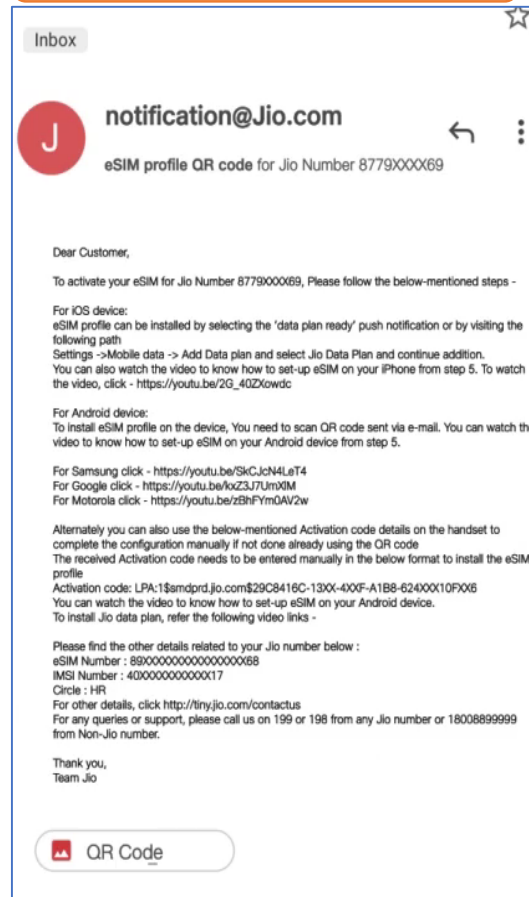 Inbox
J
notification@Jio.com
eSIM profile QR code for Jio Number 8779XXXX69
Dear Customer,
To activate your eSIM for Jio Number 8779XXXX69, Please follow the below-mentioned steps -
For iOS device:
eSIM profile can be installed by selecting the 'data plan ready' push notification or by visiting the
following path
Settings ->Mobile data -> Add Data plan and select Jio Data Plan and continue addition.
You can also watch the video to know how to set-up eSIM on your iPhone from step 5. To watch
the video, click - https://youtu.be/2G_40ZXowdc
For Android device:
To install eSIM profile on the device, You need to scan QR code sent via e-mail. You can watch th
video to know how to set-up eSIM on your Android device from step 5.
For Samsung click - https://youtu.be/SkCJcN4LeT4
For Google click - https://youtu.be/kxZ3J7UmXlM
For Motorola click - https://youtu.be/zBhFYm0AV2w
Alternately you can also use the below-mentioned Activation code details on the handset to
complete the configuration manually if not done already using the QR code
The received Activation code needs to be entered manually in the below format to install the eSIM
profile
Activation code: LPA:1$smdprd.jio.com$29C8416C-13XX-4XXF-A1B8-624XXX10FXX6
You can watch the video to know how to set-up eSIM on your Android device.
To install Jio data plan, refer the following video links -
Please find the other details related to your Jio number below :
eSIM Number : 89XXXXXXXXXXXXXXXX68
IMSI Number : 40XXXXXXXXXXX17
Circle : HR
For other details, click http://tiny.jio.com/contactus
For any queries or support, please call us on 199 or 198 from any Jio number or 18008899999
from Non-Jio number.
Thank you,
Team Jio
QR Code